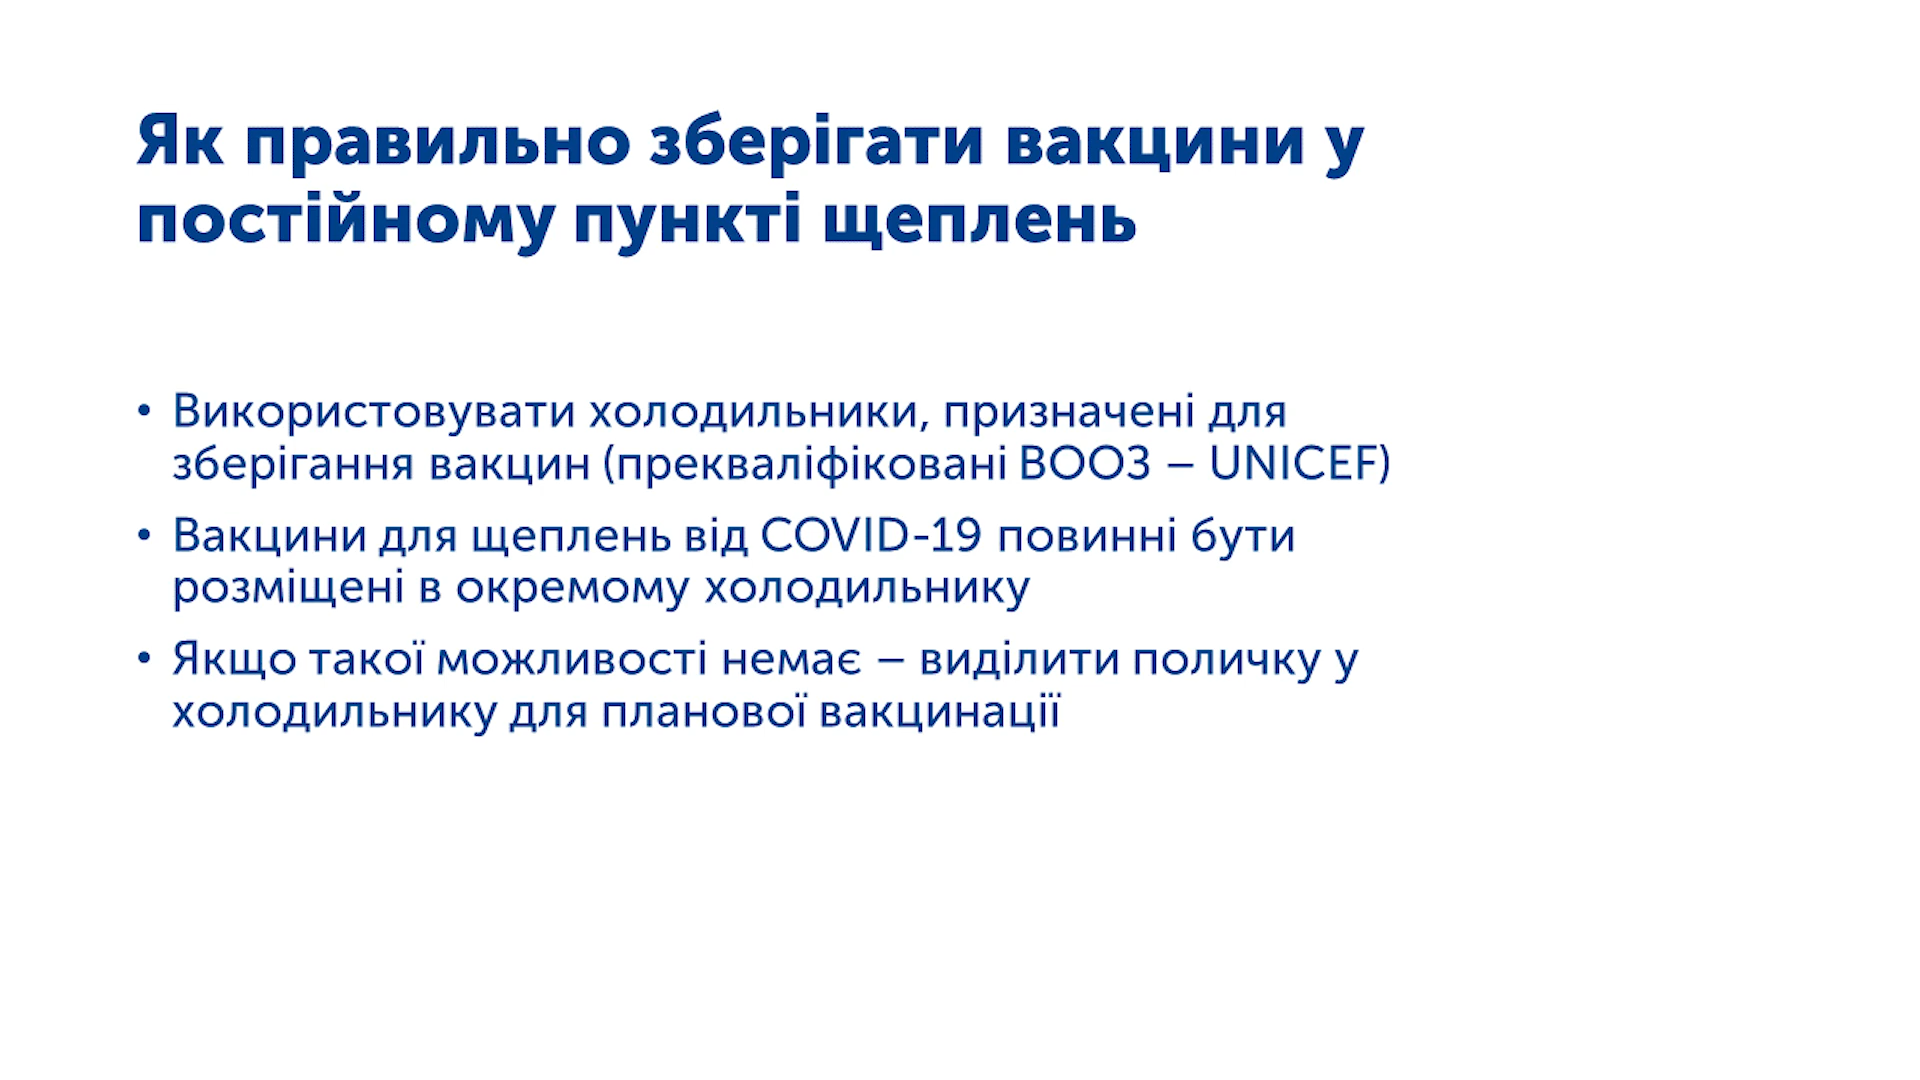 Як правильно зберігати вакцини у
постійному пункті щеплень
• Використовувати холодильники, призначені для
зберігання вакцин (прекваліфіковані ВООЗ – UNICEF)
• Вакцини для щеплень від COVID-19 повинні бути
розміщені в окремому холодильнику
• Якщо такої можливості немає – виділити поличку у
холодильнику для планової вакцинації